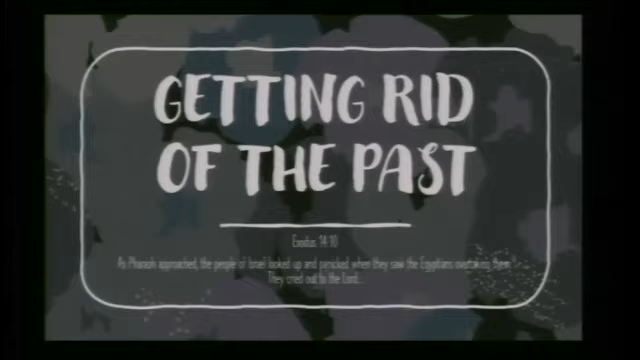 GETTING RID
OF THE PAST
Exodus 14:10
As Pharaoh approached, the people of Israel looked up and panicked when they saw the Egyptians overtaking them.
They cried out to the Lord...